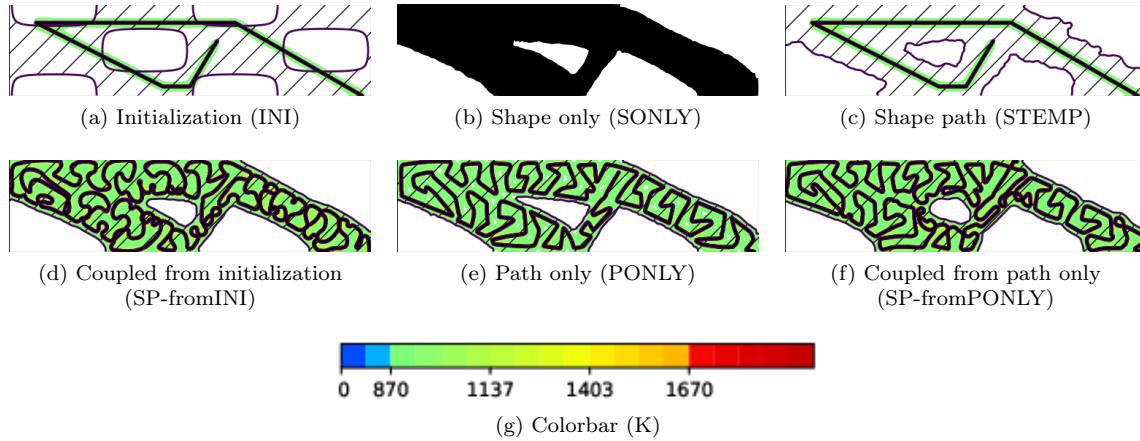 (a) Initialization (INI)
(b) Shape only (SONLY)
(c) Shape path (STEMP)
(d) Coupled from initialization
(SP-fromINI)
(e) Path only (PONLY)
(f) Coupled from path only
(SP-fromPONLY)
0 870 1137 1403 1670
(g) Colorbar (K)